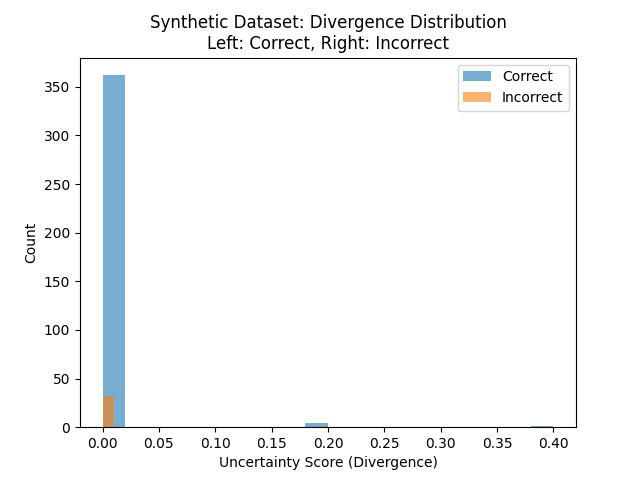 Synthetic Dataset: Divergence Distribution
Left: Correct, Right: Incorrect
Correct
Incorrect
Count
350
300
250
200
150
100
50
0
0.00 0.05 0.10 0.15 0.20 0.25 0.30 0.35 0.40
Uncertainty Score (Divergence)